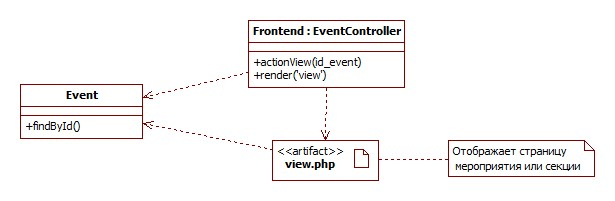 Frontend : EventController
+actionView(id_event)
+render('view')
Event
+findById()
<<artifact>>
view.php
Отображает страницу
мероприятия или секции